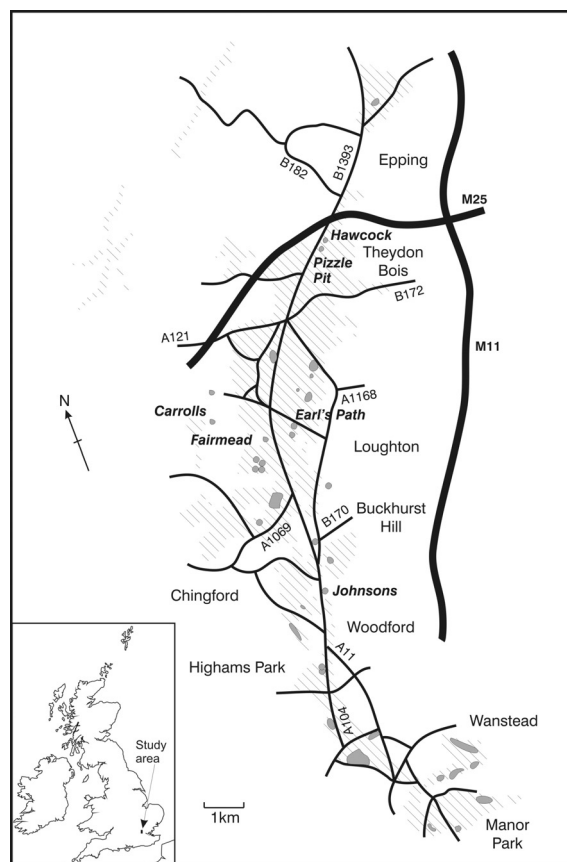 B1393
B182
Epping
M25
Hawcock
Pizzle
Pit
Theydon
Bois
B172
A121
M11
N
A1168
Carrolls
Earl's Path
Fairmead
Loughton
B170
Buckhurst
Hill
A1069
Chingford
Johnsons
Woodford
A11
Highams Park
A104
Wanstead
Study
area
1km
Manor
Park